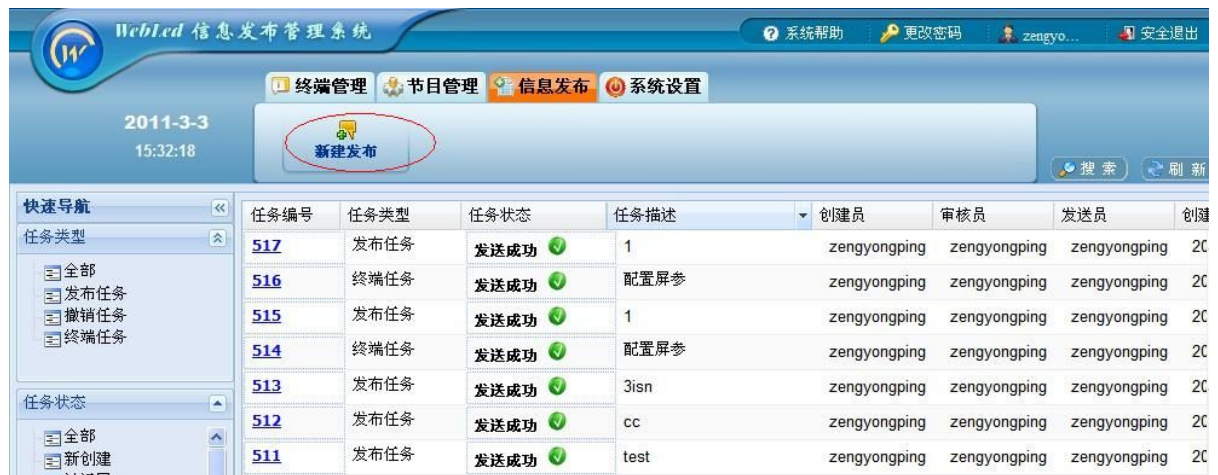 WebLed 信息发布管理系统
系统帮助 更改密码 zengyo... 安全退出
终端管理 节目管理 信息发布 系统设置
2011-3-3
15:32:18
新建发布
搜索 刷新
快速导航
任务类型
全部
发布任务
撤销任务
终端任务
任务状态
全部
新创建
任务编号 任务类型 任务状态 任务描述 创建员 审核员 发送员 创建
517 发布任务 发送成功 1 zengyongping zengyongping zengyongping 20
516 终端任务 发送成功 配置屏参 zengyongping zengyongping zengyongping 20
515 发布任务 发送成功 1 zengyongping zengyongping zengyongping 20
514 终端任务 发送成功 配置屏参 zengyongping zengyongping zengyongping 20
513 发布任务 发送成功 3isn zengyongping zengyongping zengyongping 20
512 发布任务 发送成功 cc zengyongping zengyongping zengyongping 20
511 发布任务 发送成功 test zengyongping zengyongping zengyongping 20